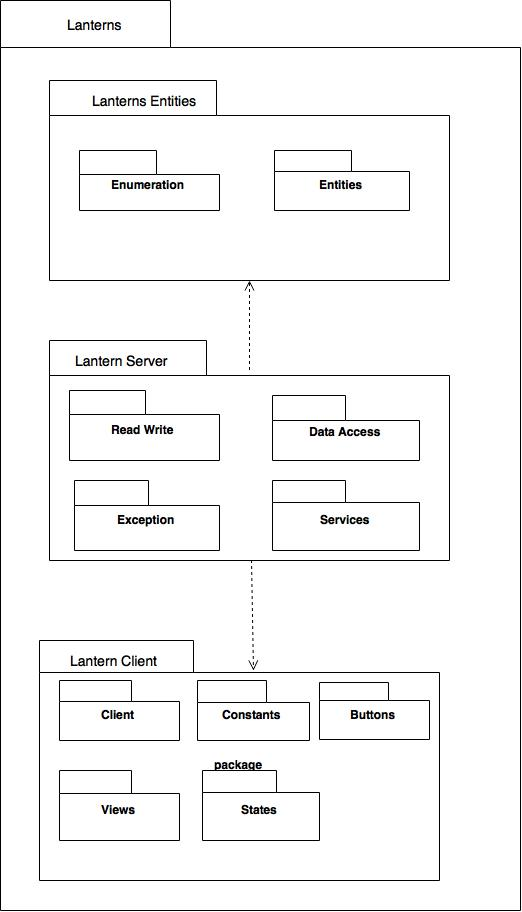 Lanterns
Lanterns Entities
Enumeration
Entities
Lantern Server
Read Write
Data Access
Exception
Services
Lantern Client
Client
Constants
Buttons
package
Views
States